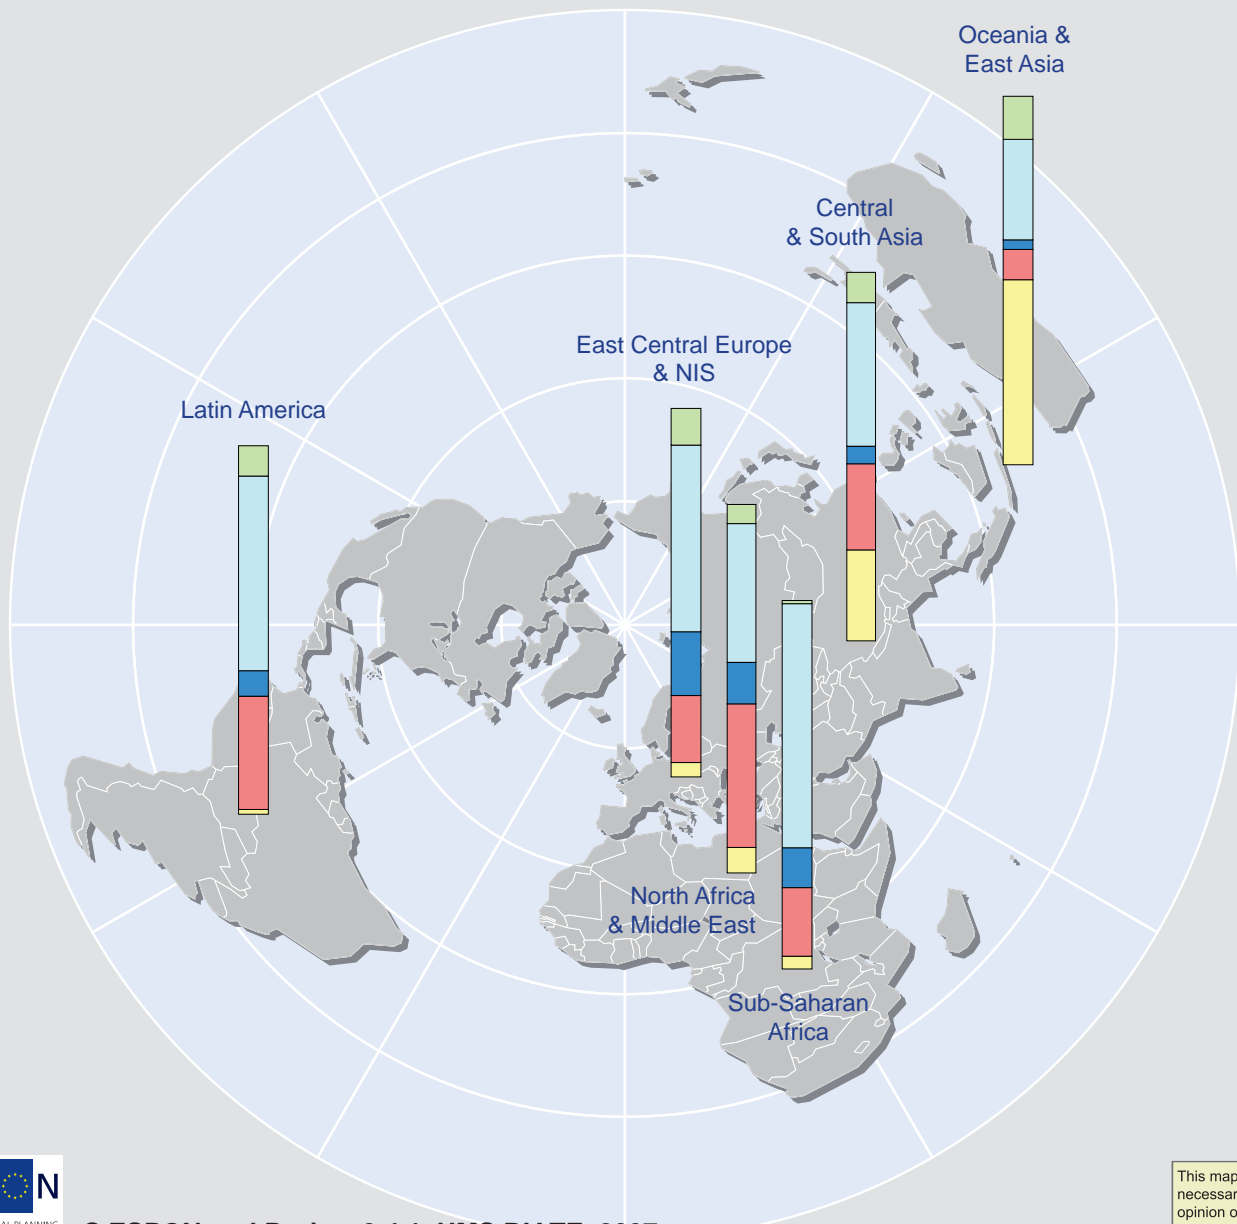 Oceania &
East Asia
Central
& South Asia
East Central Europe
& NIS
Latin America
North Africa
& Middle East
Sub-Saharan
Africa
N
This map
necessar
opinion o